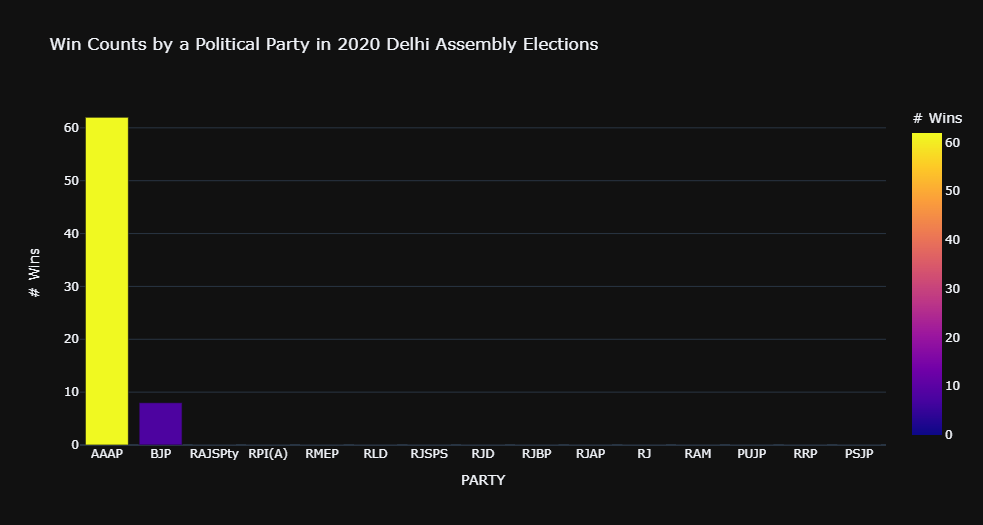 Win Counts by a Political Party in 2020 Delhi Assembly Elections
# Wins
60
50
40
30
20
10
0
# Wins
60
50
40
30
20
10
0
AAAP BJP RAJSPty RPI(A) RMEP RLD RJSPS RJD RJBP RJAP RJ RAM PUJP RRP PSJP
PARTY